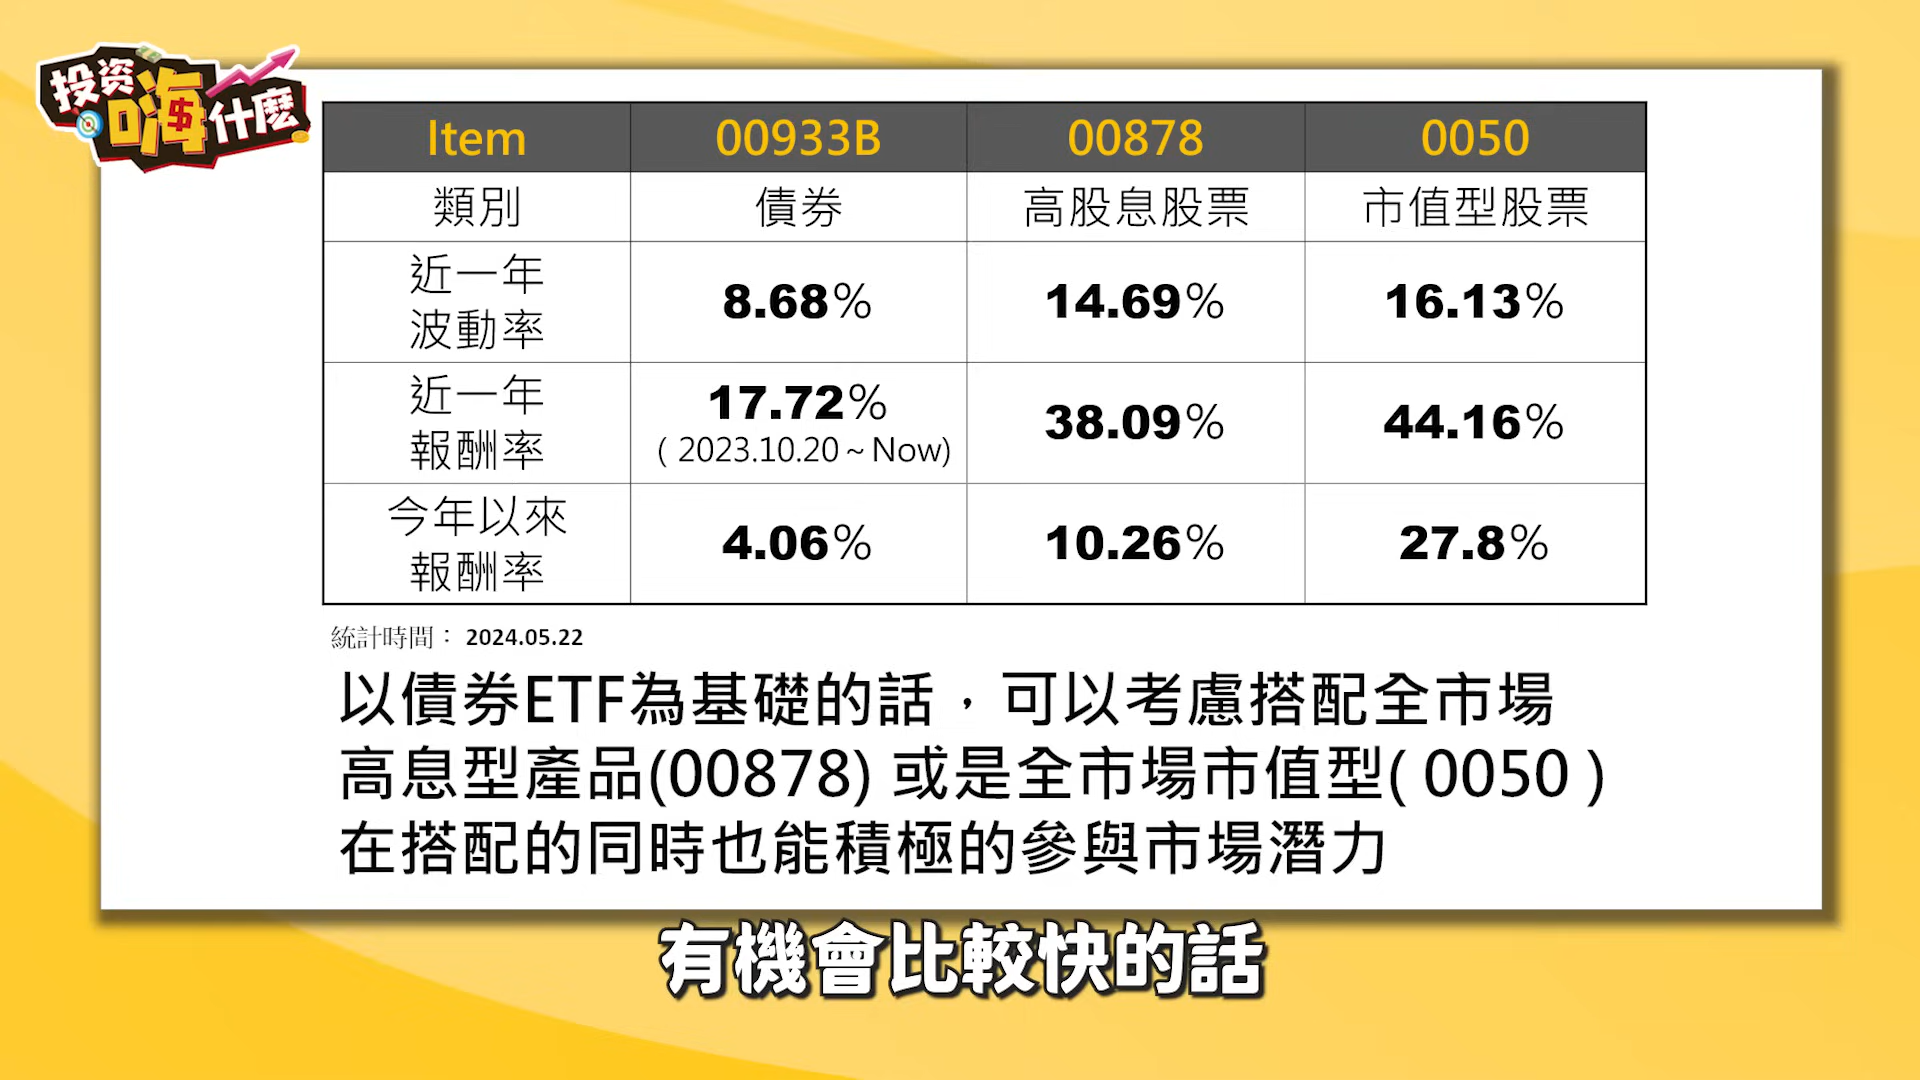 投资
嗨
什麼
Item 00933B 00878 0050
類別 債券 高股息股票 市值型股票
近一年
波動率 8.68% 14.69% 16.13%
近一年
報酬率 17.72% 38.09% 44.16%
( 2023.10.20 ~ Now)
今年以來
報酬率 4.06% 10.26% 27.8%
統計時間： 2024.05.22
以債券ETF為基礎的話，可以考慮搭配全市場
高息型產品(00878) 或是全市場市值型( 0050 )
在搭配的同時也能積極的參與市場潛力
有機會比較快的話